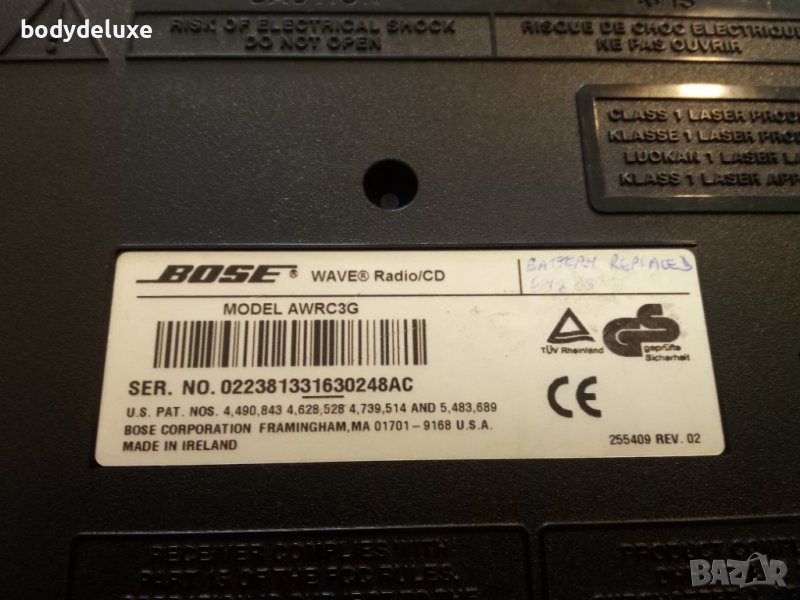 bodydeluxe
RISK OF ELECTRICAL SHOCK
DO NOT OPEN
AVIS
RISQUE DE CHOC ELECTRIQUE
NE PAS OUVRIR
CLASS 1 LASER PRODU
KLASSE 1 LASER PRO
LUOKAN 1 LASER LA
KLASS 1 LASER APP
BOSE® WAVE® Radio/CD
BATTERY REPLACED
MODEL AWRC3G
TÜV Rheinland
geprüfte
Sicherheit
SER. NO. 022381331630248AC
U.S. PAT. NOS. 4,490,843 4,628,528 4,739,514 AND 5,483,689
BOSE CORPORATION FRAMINGHAM, MA 01701-9168 U.S.A.
MADE IN IRELAND
CE
255409 REV. 02
RECEIVER COMPLIES WITH
PART 15 OF THE FCC RULES.
PRODUCT COMPL
BAZAR